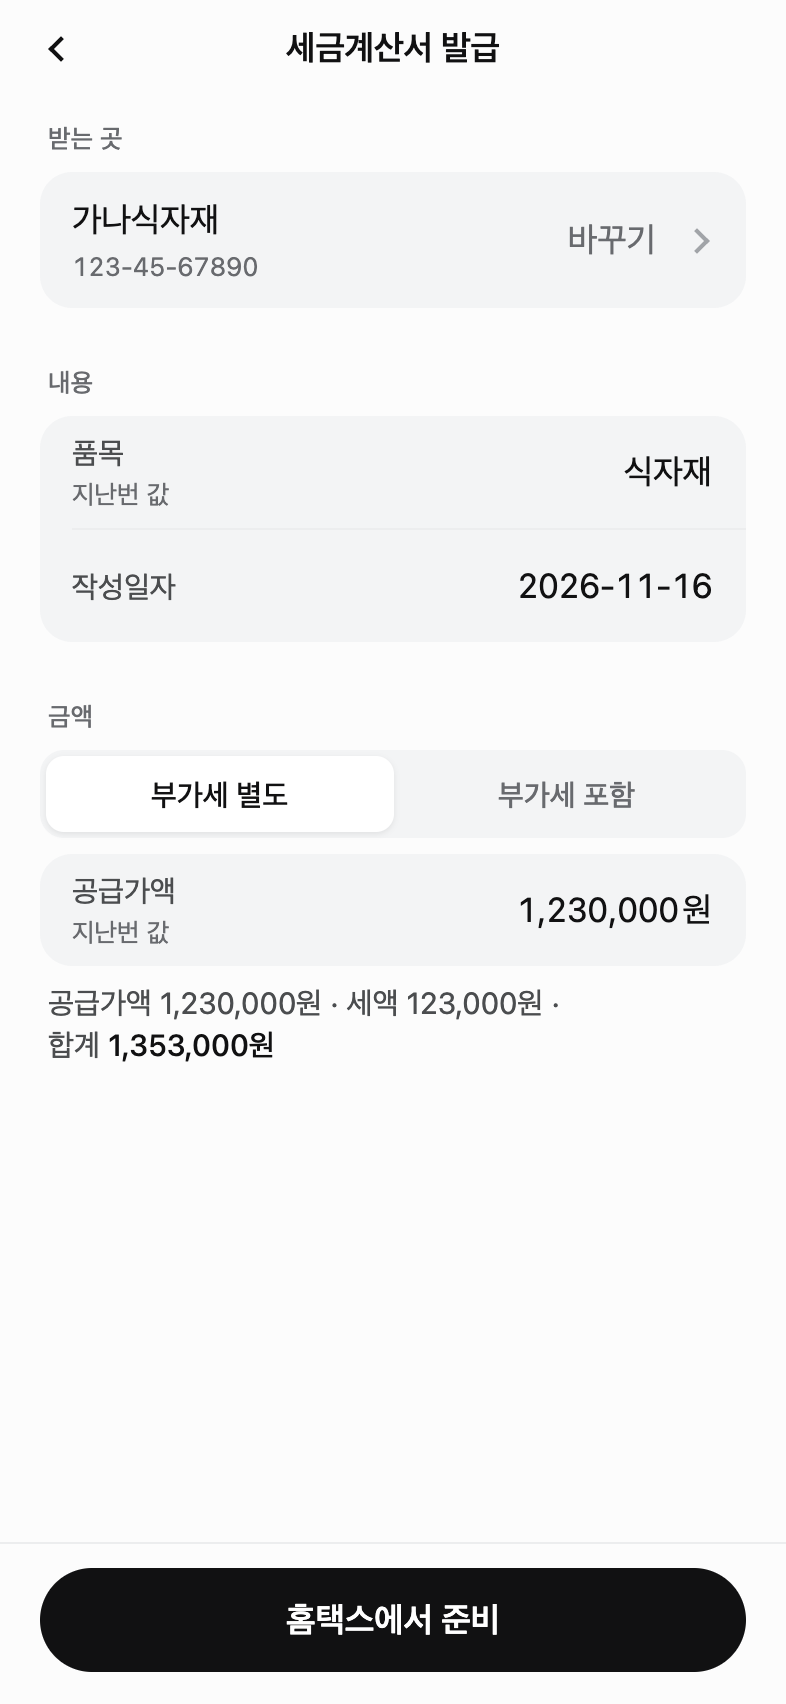 세금계산서 발급
받는 곳
가나식자재
123-45-67890
바꾸기
내용
품목
지난번 값
식자재
작성일자
2026-11-16
금액
부가세 별도
부가세 포함
공급가액
지난번 값
1,230,000원
공급가액 1,230,000원 · 세액 123,000원 ·
합계 1,353,000원
홈택스에서 준비